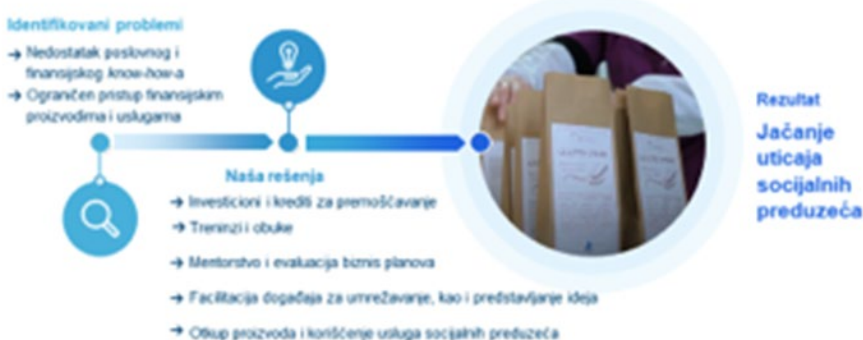 Identifikovani problemi
→ Nedostatak poslovnog i
finansijskog know-how-a
→ Ograničen pristup finansijskim
proizvodima i uslugama
Naša rešenja
→ Investicioni i krediti za premošćavanje
→ Treninzi i obuke
→ Mentorstvo i evaluacija biznis planova
→ Facilitacija događaja za umrežavanje, kao i predstavljanje ideja
→ Otkup proizvoda i korišćenje usluga socijalnih preduzeća
Rezultat
Jačanje
uticaja
socijalnih
preduzeća